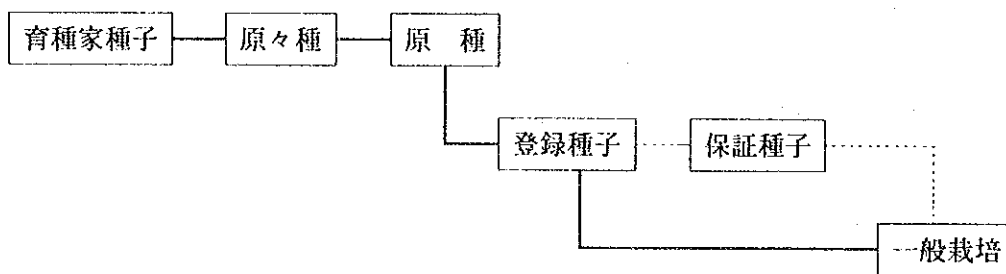 育種家種子
原々種
原 種
登録種子
保証種子
一般栽培